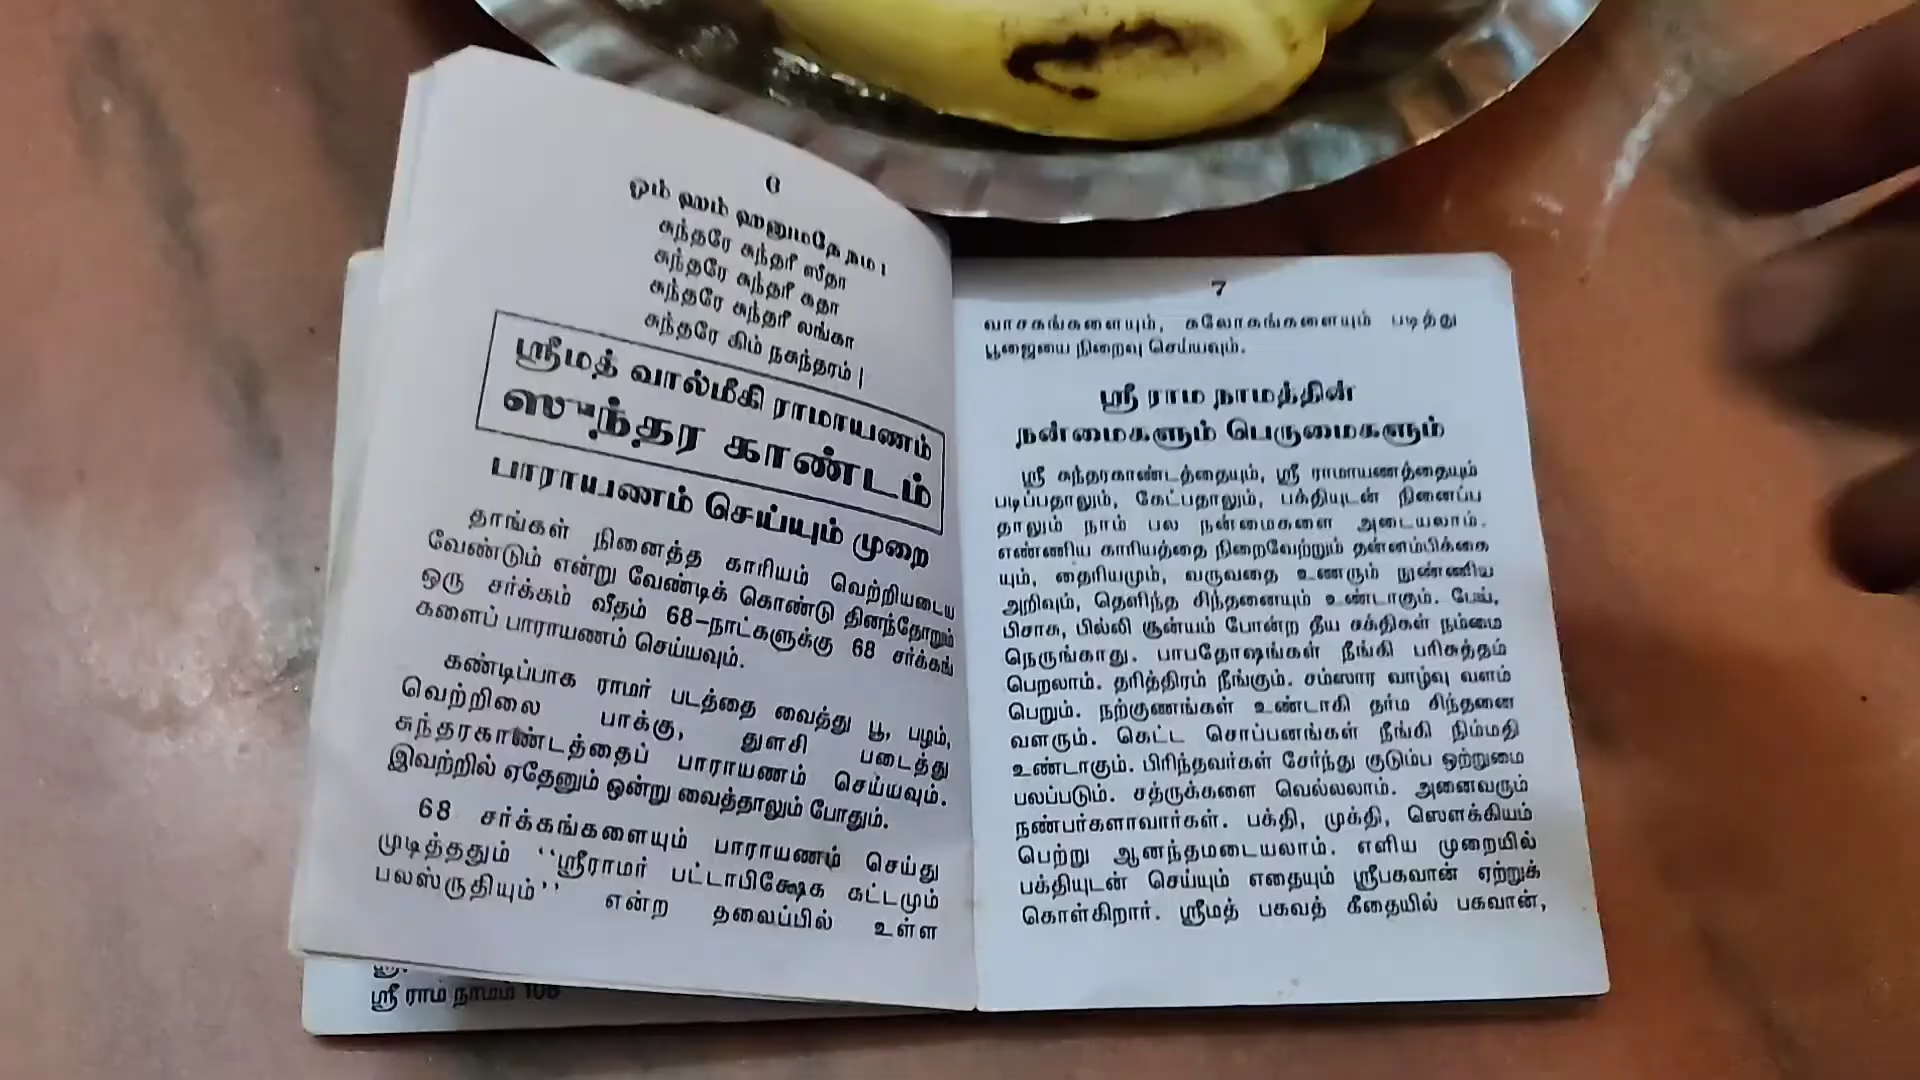 6
ஓம் ஹம் ஹனுமதே நம।
சுந்தரே சுந்தரீ ஸீதா
சுந்தரே சுந்தரீ கதா
சுந்தரே சுந்தரீ லங்கா
சுந்தரே கிம் நசுந்தரம் |
ஸ்ரீமத் வால்மீகி ராமாயணம்
ஸுந்தர காண்டம்
பாராயணம் செய்யும் முறை
தாங்கள் நினைத்த காரியம் வெற்றியடைய
வேண்டும் என்று வேண்டிக் கொண்டு தினந்தோறும்
ஒரு சர்க்கம் வீதம் 68-நாட்களுக்கு 68 சர்க்கங்
களைப் பாராயணம் செய்யவும்.
கண்டிப்பாக ராமர் படத்தை வைத்து பூ, பழம்,
வெற்றிலை பாக்கு, துளசி படைத்து
சுந்தரகாண்டத்தைப் பாராயணம் செய்யவும்.
இவற்றில் ஏதேனும் ஒன்று வைத்தாலும் போதும்.
68 சர்க்கங்களையும் பாராயணம் செய்து
முடித்ததும் ‘‘ஸ்ரீராமர் பட்டாபிக்ஷேக கட்டமும்
பலஸ்ருதியும்’’ என்ற தலைப்பில் உள்ள
ஸ்ரீ ராம் நாமம் 108
7
வாசகங்களையும், சுலோகங்களையும் படித்து
பூஜையை நிறைவு செய்யவும்.
ஸ்ரீ ராம நாமத்தின்
நன்மைகளும் பெருமைகளும்
ஸ்ரீ சுந்தரகாண்டத்தையும், ஸ்ரீ ராமாயணத்தையும்
படிப்பதாலும், கேட்பதாலும், பக்தியுடன் நினைப்ப
தாலும் நாம் பல நன்மைகளை அடையலாம்.
எண்ணிய காரியத்தை நிறைவேற்றும் தன்னம்பிக்கை
யும், தைரியமும், வருவதை உணரும் நுண்ணிய
அறிவும், தெளிந்த சிந்தனையும் உண்டாகும். பேய்,
பிசாசு, பில்லி சூன்யம் போன்ற தீய சக்திகள் நம்மை
நெருங்காது. பாபதோஷங்கள் நீங்கி பரிசுத்தம்
பெறலாம். தரித்திரம் நீங்கும். சம்ஸார வாழ்வு வளம்
பெறும். நற்குணங்கள் உண்டாகி தர்ம சிந்தனை
வளரும். கெட்ட சொப்பனங்கள் நீங்கி நிம்மதி
உண்டாகும். பிரிந்தவர்கள் சேர்ந்து குடும்ப ஒற்றுமை
பலப்படும். சத்ருக்களை வெல்லலாம். அனைவரும்
நண்பர்களாவார்கள். பக்தி, முக்தி, ஸௌக்கியம்
பெற்று ஆனந்தமடையலாம். எளிய முறையில்
பக்தியுடன் செய்யும் எதையும் ஸ்ரீபகவான் ஏற்றுக்
கொள்கிறார். ஸ்ரீமத் பகவத் கீதையில் பகவான்,